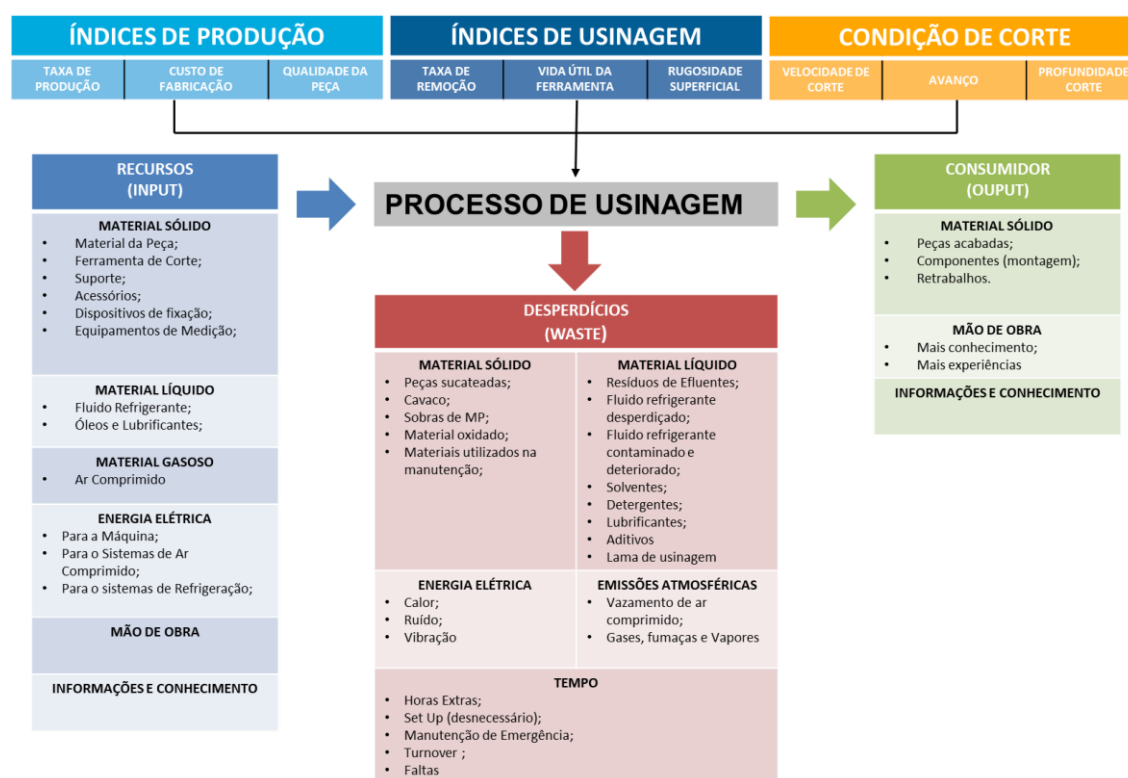 ÍNDICES DE PRODUÇÃO
TAXA DE
PRODUÇÃO
CUSTO DE
FABRICAÇÃO
QUALIDADE DA
PEÇA
ÍNDICES DE USINAGEM
TAXA DE
REMOÇÃO
VIDA ÚTIL DA
FERRAMENTA
RUGOSIDADE
SUPERFICIAL
CONDIÇÃO DE CORTE
VELOCIDADE DE
CORTE
AVANÇO
PROFUNDIDADE
CORTE
RECURSOS
(INPUT)
MATERIAL SÓLIDO
• Material da Peça;
• Ferramenta de Corte;
• Suporte;
• Acessórios;
• Dispositivos de fixação;
• Equipamentos de Medição;
MATERIAL LÍQUIDO
• Fluido Refrigerante;
• Óleos e Lubrificantes;
MATERIAL GASOSO
• Ar Comprimido
ENERGIA ELÉTRICA
• Para a Máquina;
• Para o Sistemas de Ar
Comprimido;
• Para o sistemas de Refrigeração;
MÃO DE OBRA
INFORMAÇÕES E CONHECIMENTO
PROCESSO DE USINAGEM
DESPERDÍCIOS
(WASTE)
MATERIAL SÓLIDO
• Peças sucateadas;
• Cavaco;
• Sobras de MP;
• Material oxidado;
• Materiais utilizados na
manutenção;
MATERIAL LÍQUIDO
• Resíduos de Efluentes;
• Fluido refrigerante
desperdiçado;
• Fluido refrigerante
contaminado e
deteriorado;
• Solventes;
• Detergentes;
• Lubrificantes;
• Aditivos
• Lama de usinagem
ENERGIA ELÉTRICA
• Calor;
• Ruído;
• Vibração
EMISSÕES ATMOSFÉRICAS
• Vazamento de ar
comprimido;
• Gases, fumaças e Vapores
TEMPO
• Horas Extras;
• Set Up (desnecessário);
• Manutenção de Emergência;
• Turnover ;
• Faltas
CONSUMIDOR
(OUPUT)
MATERIAL SÓLIDO
• Peças acabadas;
• Componentes (montagem);
• Retrabalhos.
MÃO DE OBRA
• Mais conhecimento;
• Mais experiências
INFORMAÇÕES E CONHECIMENTO